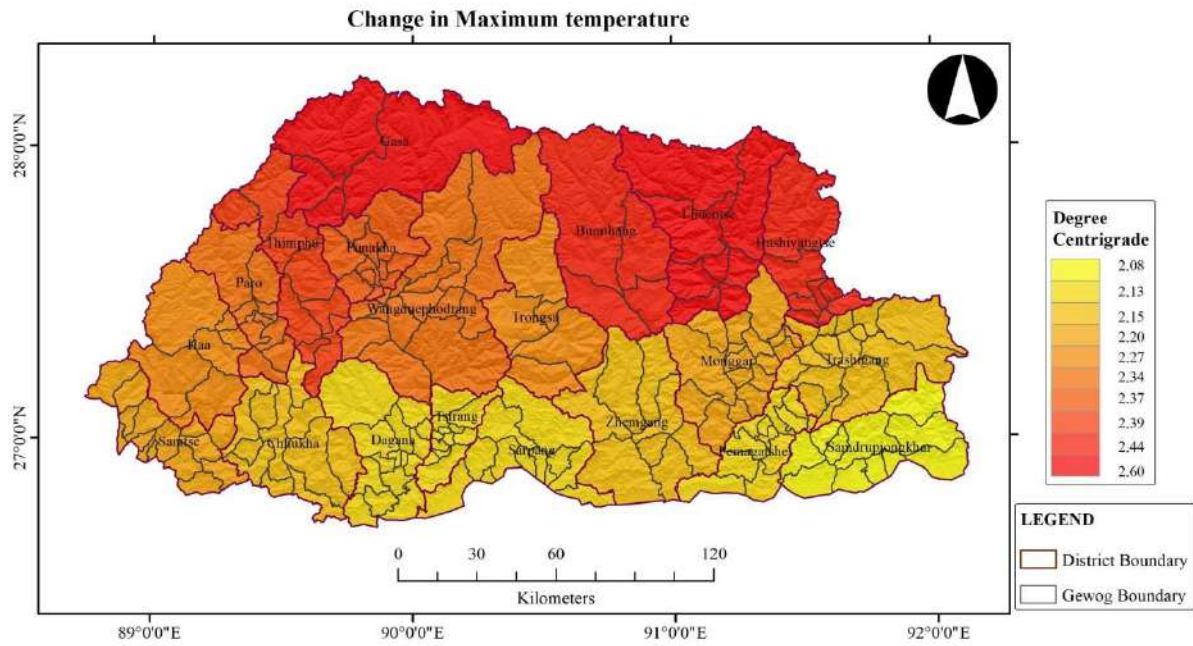 Change in Maximum temperature
28°0'0"N
27°0'0"N
Gasa
Bumthang
Lhuentse
Trashiyangtse
Thimphu
Punakha
Paro
Wangduephodrang
Trongsa
Haa
Monggar
Trashigang
Samtse
Chhukha
Dagana
Tsirang
Sarpang
Zhemgang
Pemagatshel
Samdrupjongkhar
0 30 60 120
Kilometers
89°0'0"E 90°0'0"E 91°0'0"E 92°0'0"E
Degree
Centrigrade
2.08
2.13
2.15
2.20
2.27
2.34
2.37
2.39
2.44
2.60
LEGEND
District Boundary
Gewog Boundary